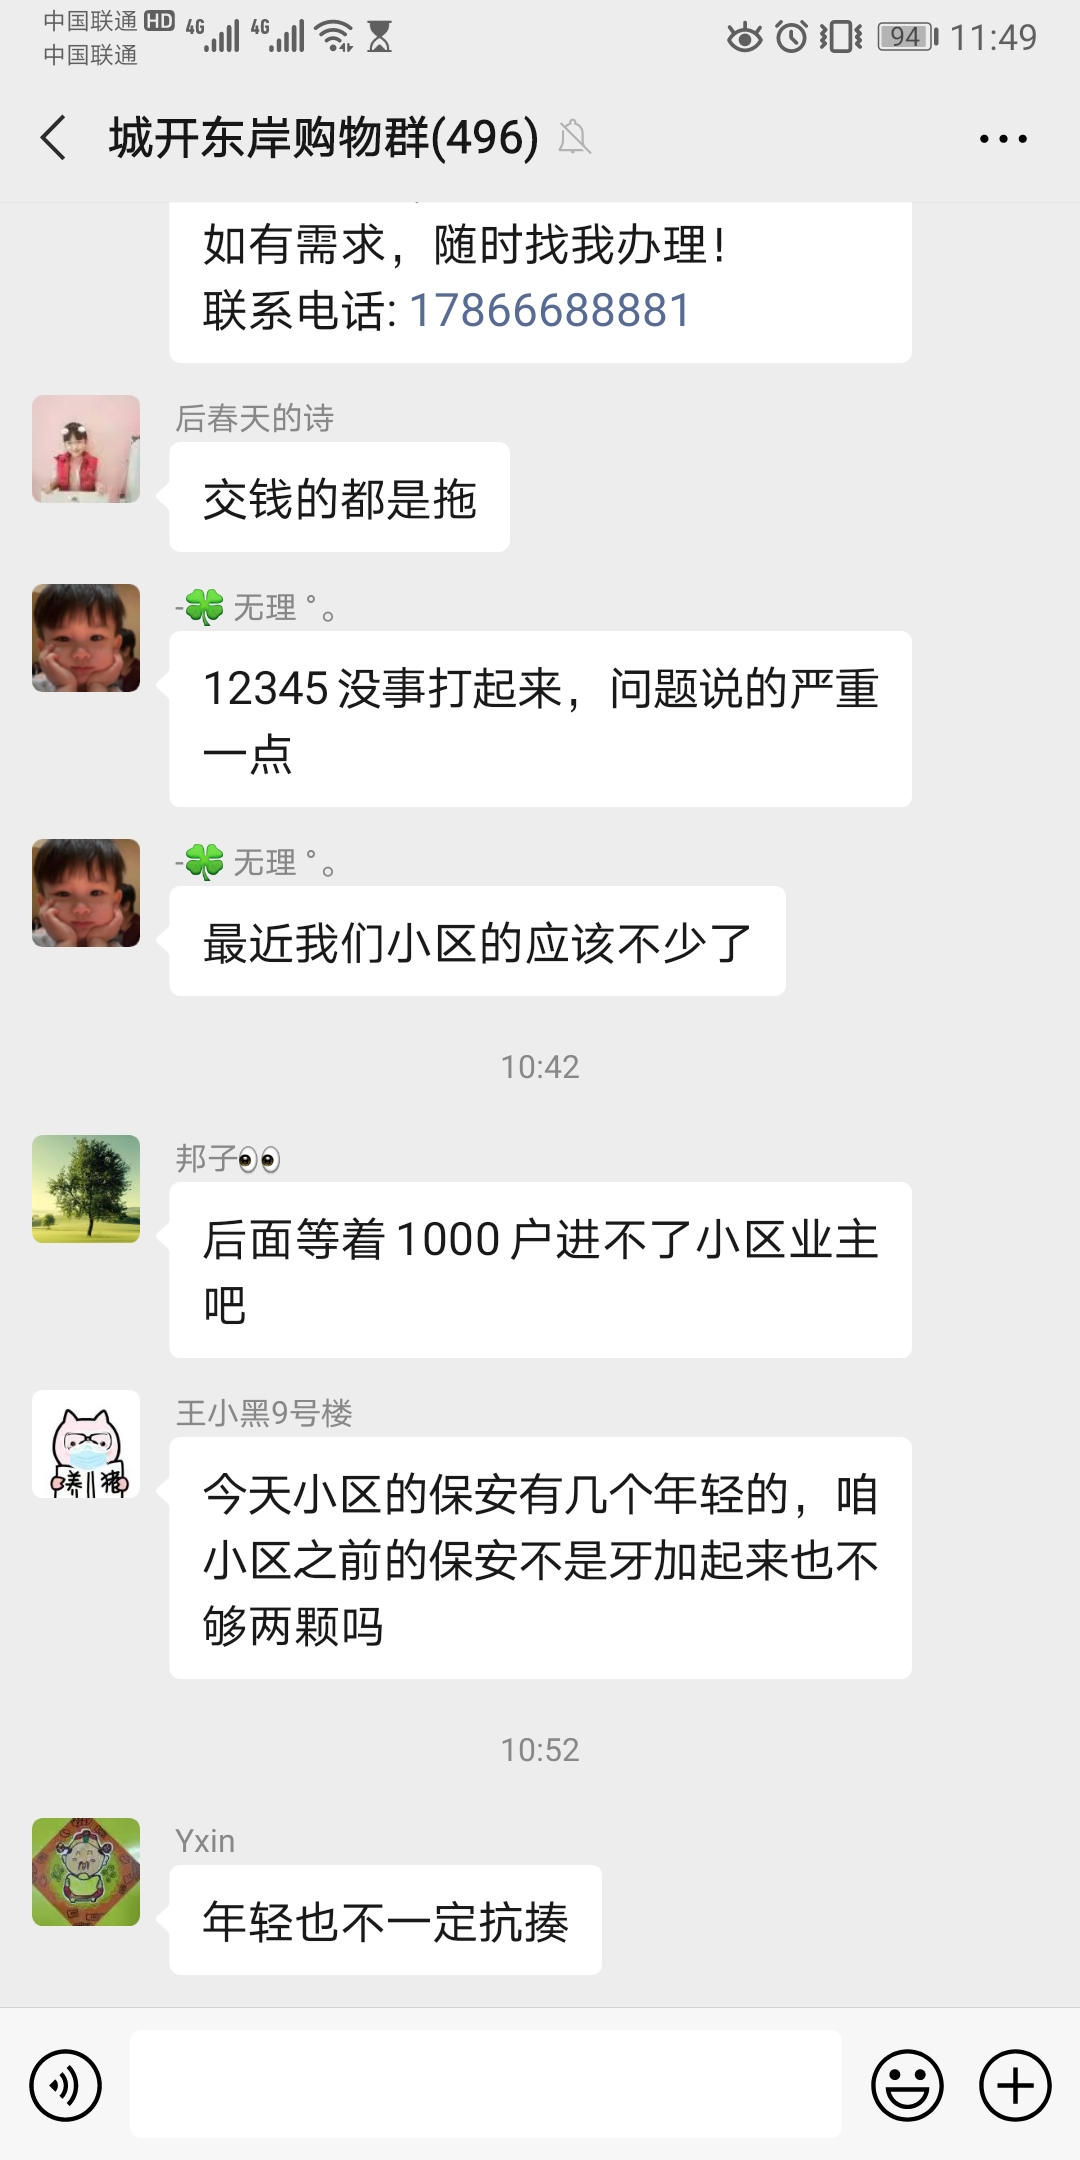 中国联通 HD 4G 4G 94 11:49
中国联通
城开东岸购物群(496)
如有需求，随时找我办理!
联系电话: 17866688881
后春天的诗
交钱的都是拖
-🍀 无理 °。
12345 没事打起来，问题说的严重
一点
-🍀 无理 °。
最近我们小区的应该不少了
10:42
邦子👀
后面等着 1000 户进不了小区业主
吧
王小黑9号楼
养儿猪
今天小区的保安有几个年轻的，咱
小区之前的保安不是牙加起来也不
够两颗吗
10:52
Yxin
年轻也不一定抗揍